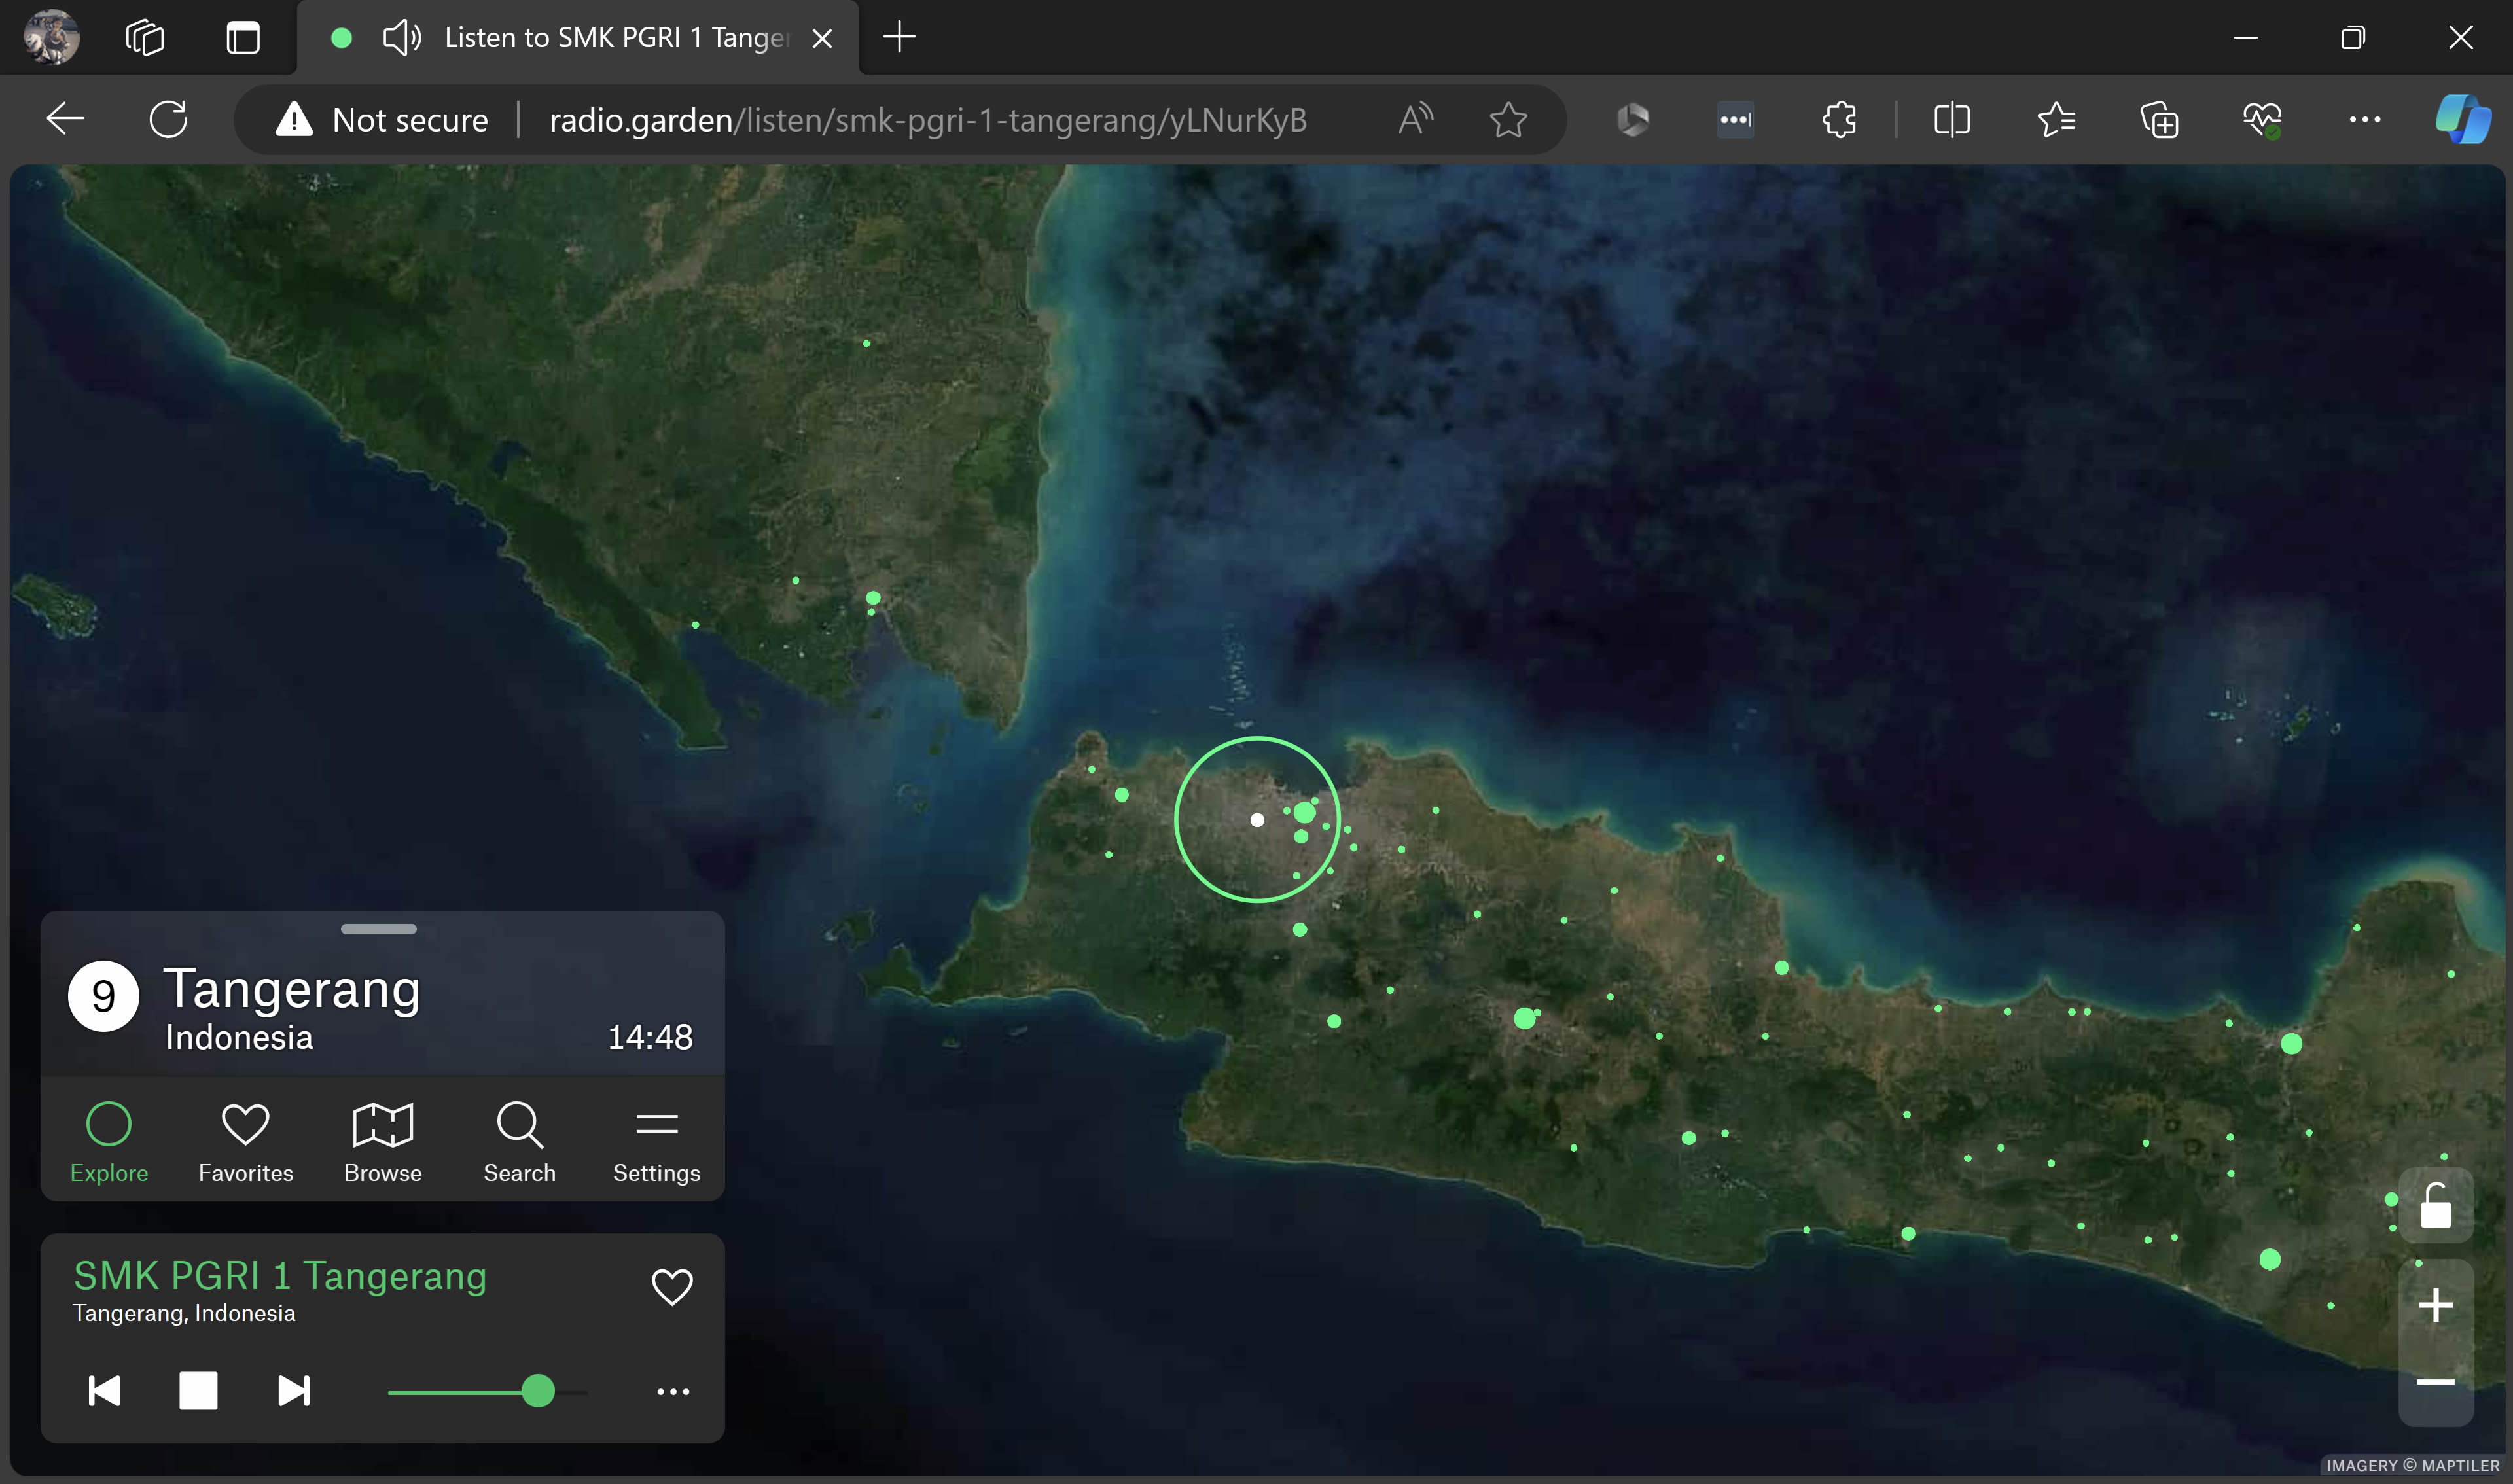 Listen to SMK PGRI 1 Tange
Not secure
radio.garden/listen/smk-pgri-1-tangerang/yLNurKyB
9
Tangerang
Indonesia
14:48
Explore
Favorites
Browse
Search
Settings
SMK PGRI 1 Tangerang
Tangerang, Indonesia
IMAGERY © MAPTILER